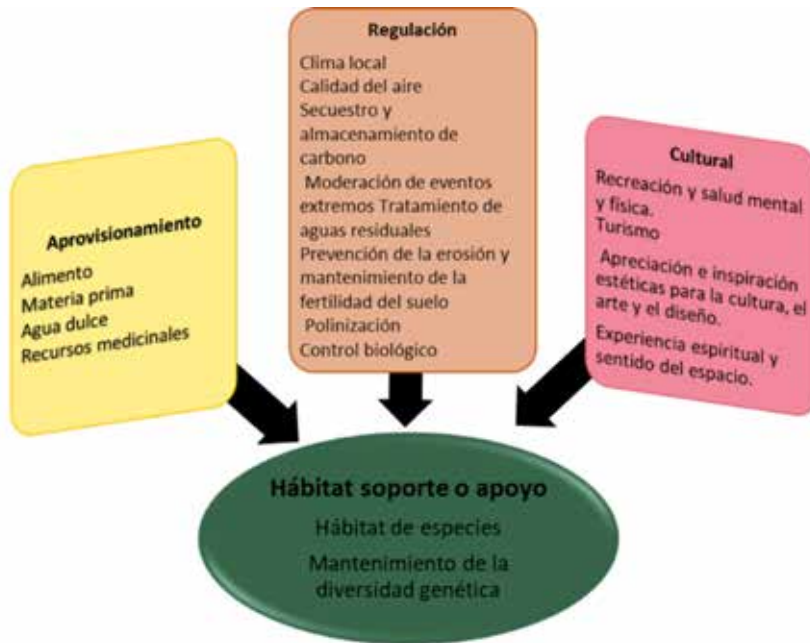 Aprovisionamiento
Alimento
Materia prima
Agua dulce
Recursos medicinales
Regulación
Clima local
Calidad del aire
Secuestro y
almacenamiento de
carbono
Moderación de eventos
extremos Tratamiento de
aguas residuales
Prevención de la erosión y
mantenimiento de la
fertilidad del suelo
Polinización
Control biológico
Cultural
Recreación y salud mental
y física.
Turismo
Apreciación e inspiración
estéticas para la cultura, el
arte y el diseño.
Experiencia espiritual y
sentido del espacio.
Hábitat soporte o apoyo
Hábitat de especies
Mantenimiento de la
diversidad genética